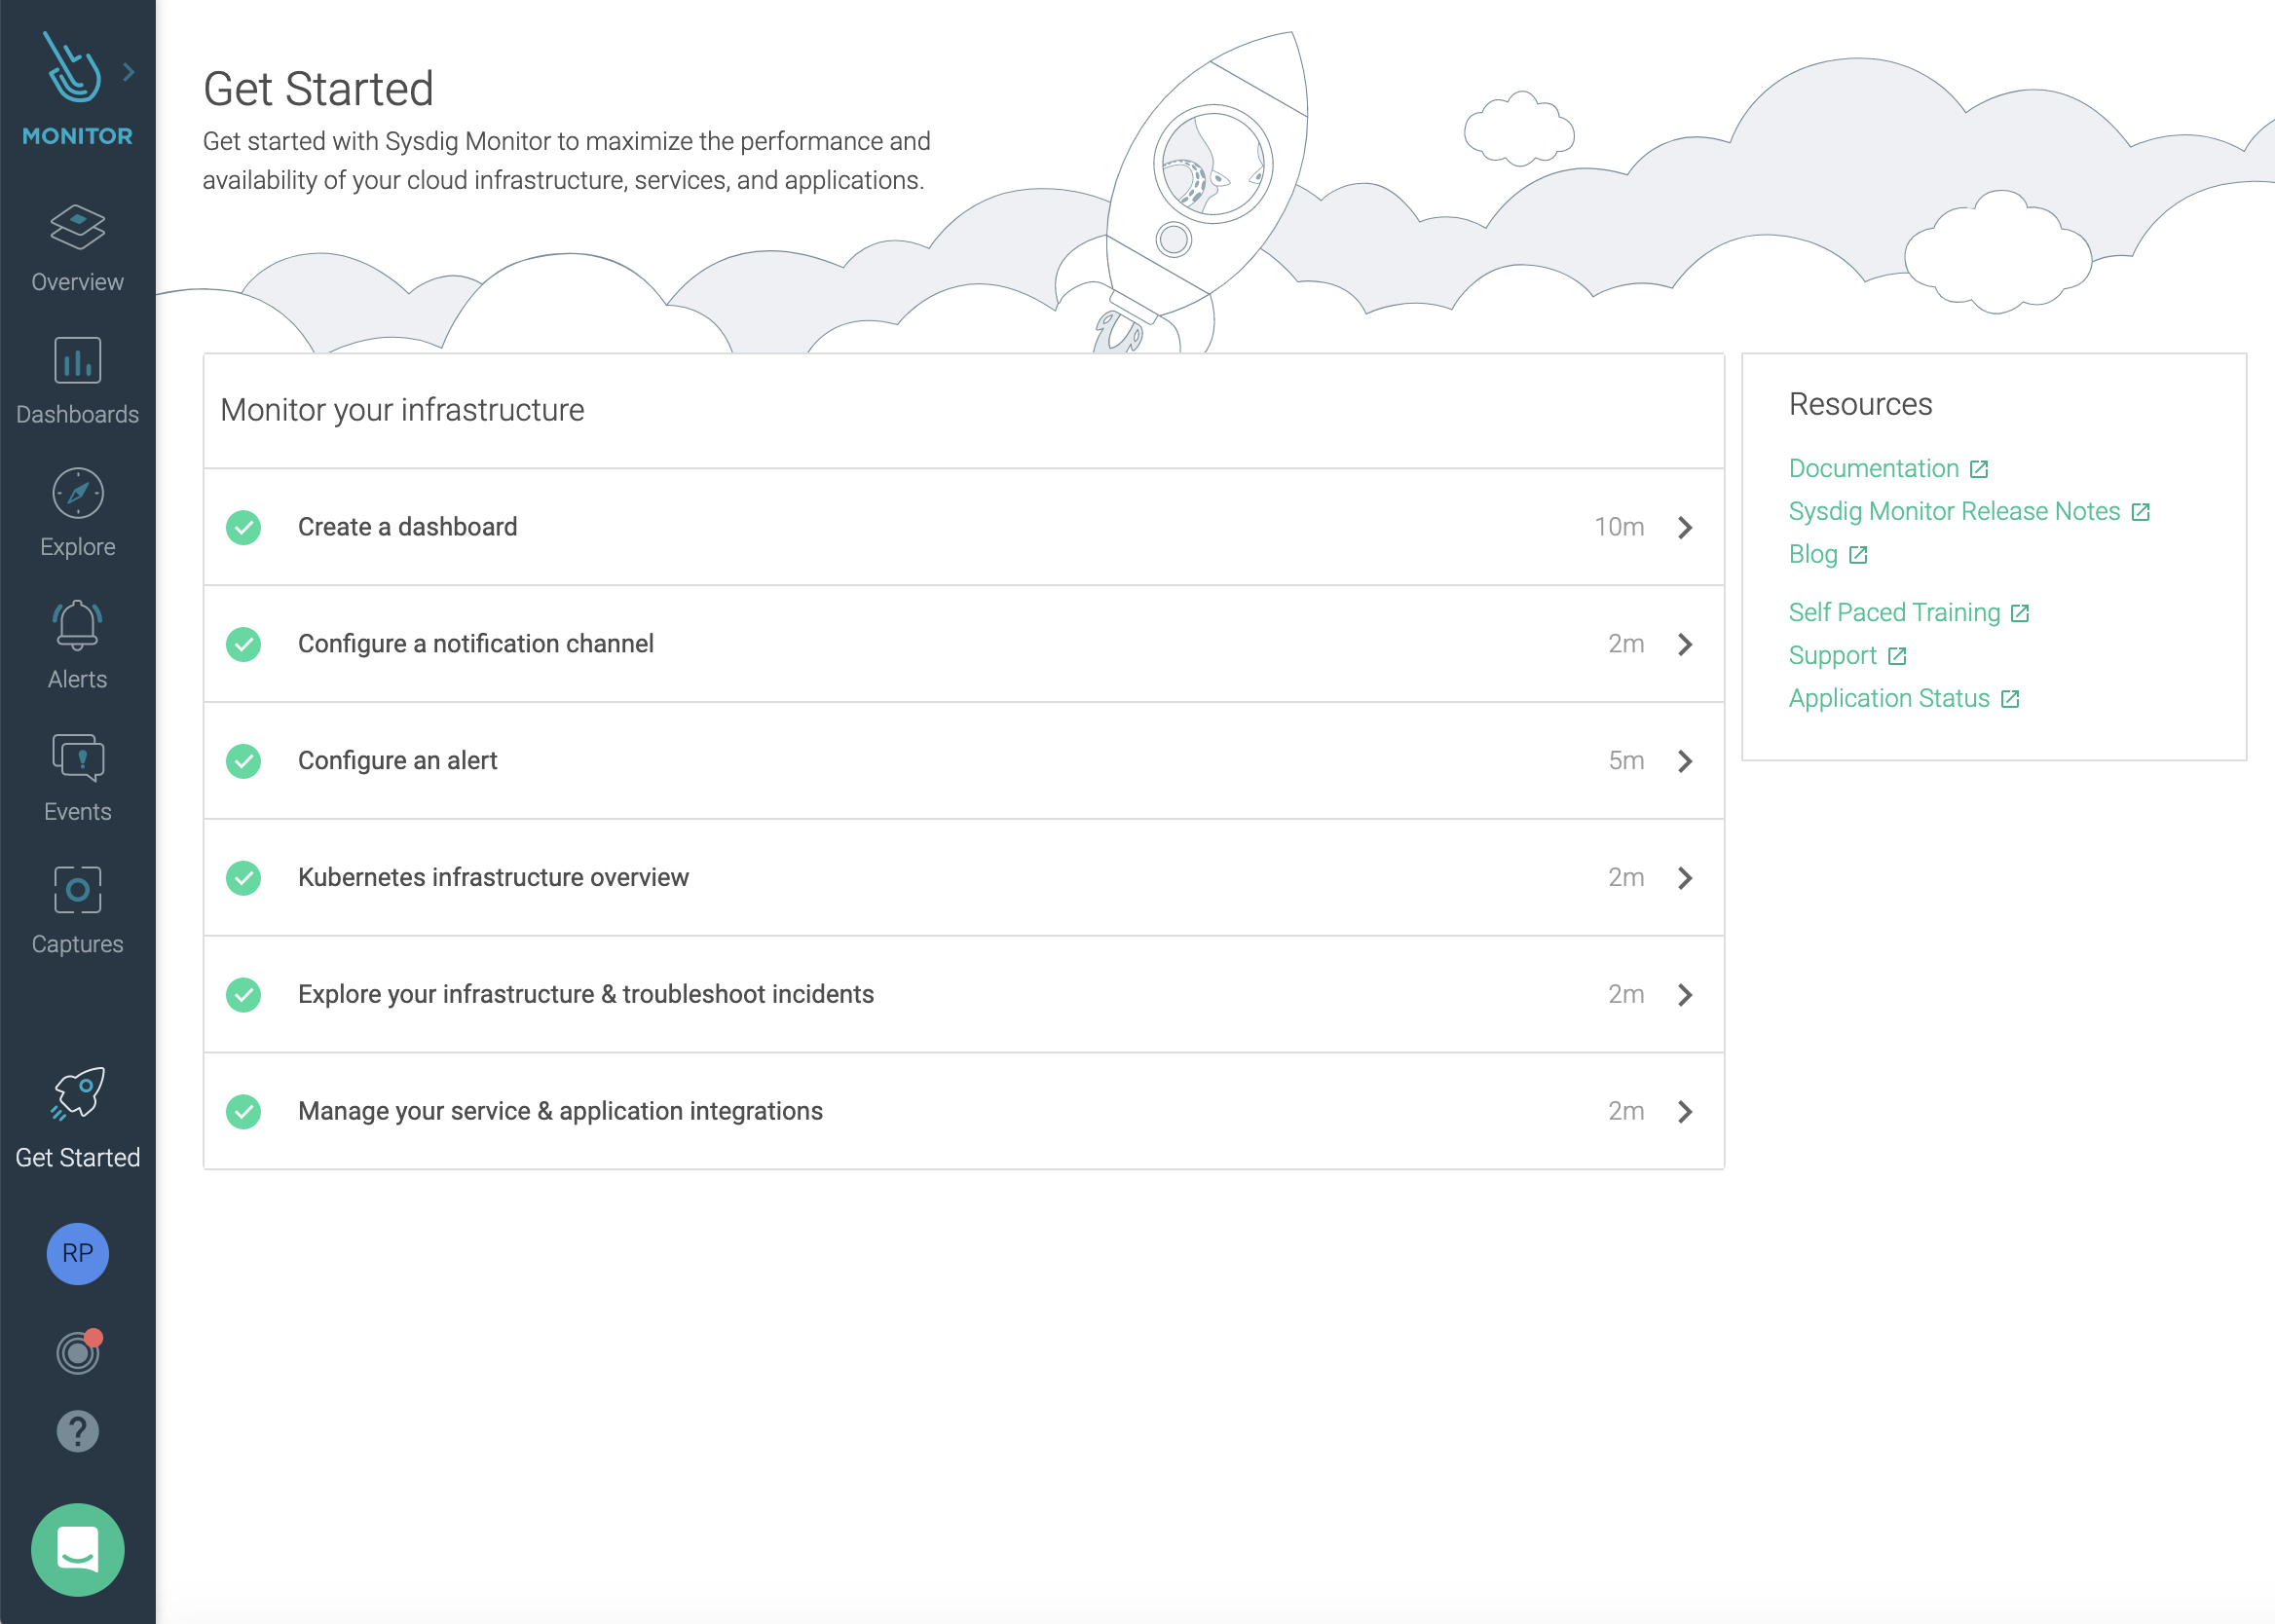 MONITOR
Overview
Dashboards
Explore
Alerts
Events
Captures
Get Started
RP
?
Get Started
Get started with Sysdig Monitor to maximize the performance and
availability of your cloud infrastructure, services, and applications.
Monitor your infrastructure
Create a dashboard 10m
Configure a notification channel 2m
Configure an alert 5m
Kubernetes infrastructure overview 2m
Explore your infrastructure & troubleshoot incidents 2m
Manage your service & application integrations 2m
Resources
Documentation
Sysdig Monitor Release Notes
Blog
Self Paced Training
Support
Application Status